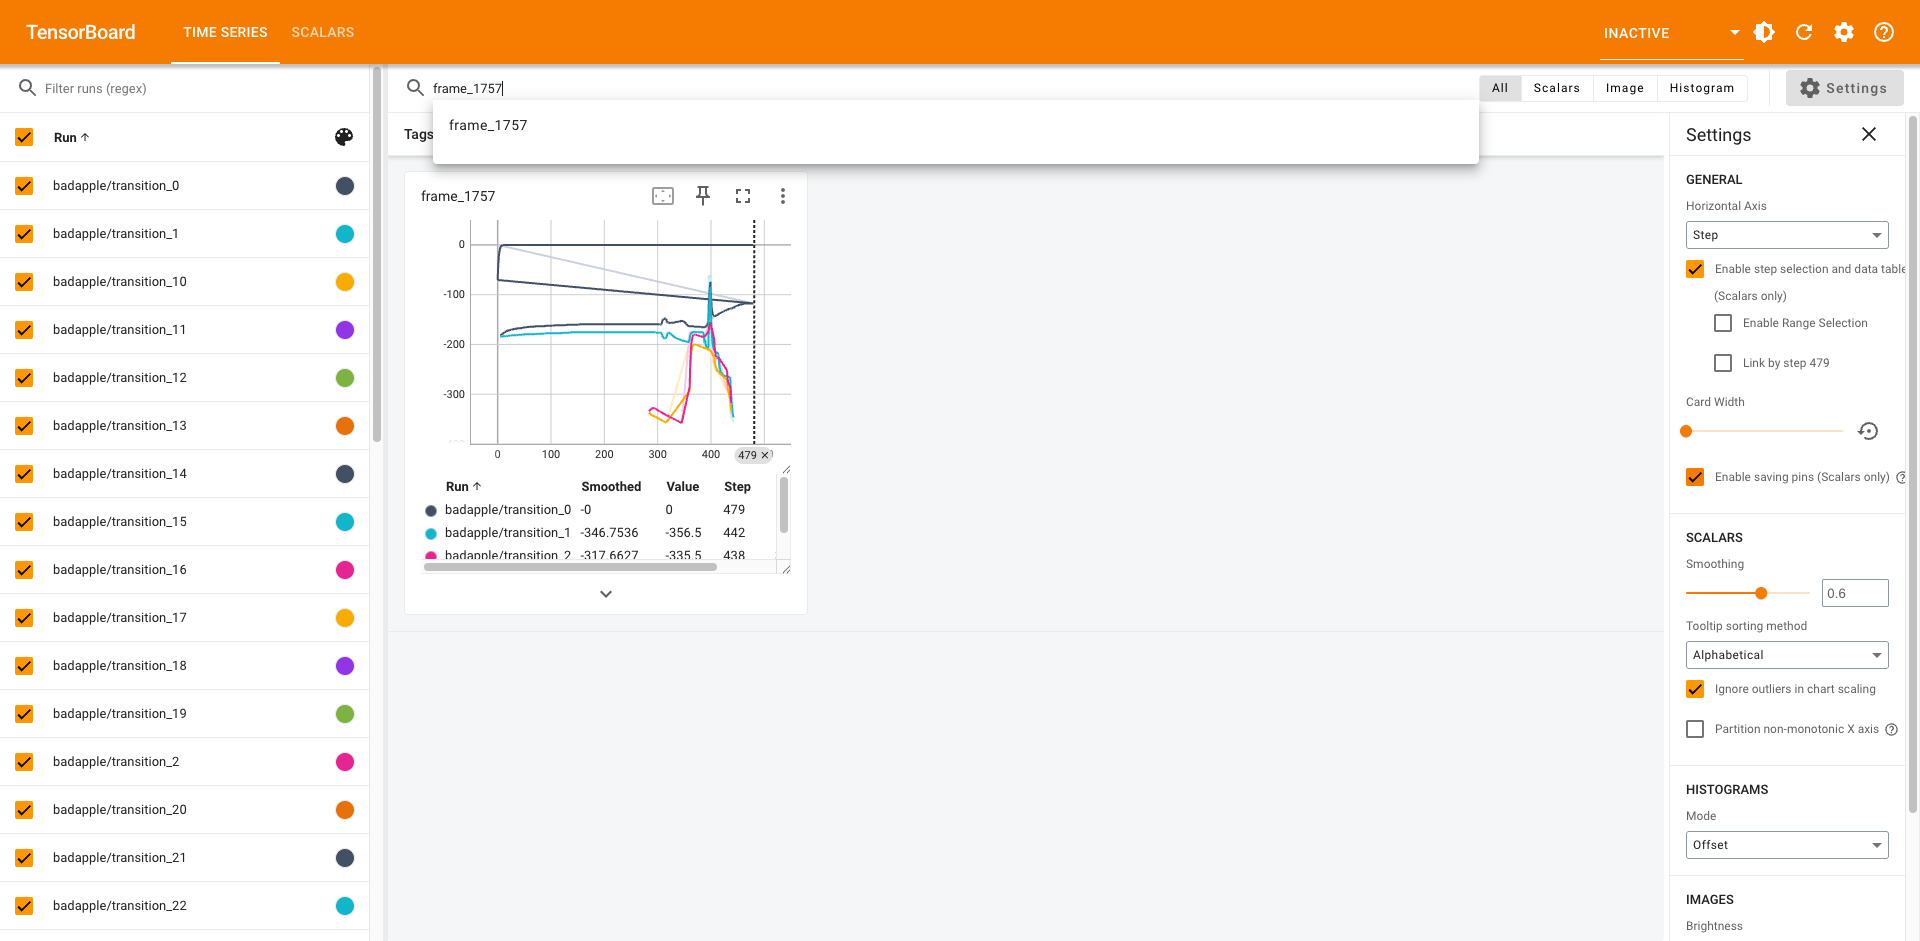 TensorBoard
TIME SERIES
SCALARS
INACTIVE
Filter runs (regex)
frame_1757
All
Scalars
Image
Histogram
Settings
frame_1757
Run
Tags
Settings
badapple/transition_0
badapple/transition_1
badapple/transition_10
badapple/transition_11
badapple/transition_12
badapple/transition_13
badapple/transition_14
badapple/transition_15
badapple/transition_16
badapple/transition_17
badapple/transition_18
badapple/transition_19
badapple/transition_2
badapple/transition_20
badapple/transition_21
badapple/transition_22
frame_1757
0
-100
-200
-300
0 100 200 300 400 479
Run Smoothed Value Step
badapple/transition_0 -0 0 479
badapple/transition_1 -346.7536 -356.5 442
badapple/transition_2 -317.6627 -335.5 438
GENERAL
Horizontal Axis
Step
Enable step selection and data table
(Scalars only)
Enable Range Selection
Link by step 479
Card Width
Enable saving pins (Scalars only)
SCALARS
Smoothing
0.6
Tooltip sorting method
Alphabetical
Ignore outliers in chart scaling
Partition non-monotonic X axis
HISTOGRAMS
Mode
Offset
IMAGES
Brightness